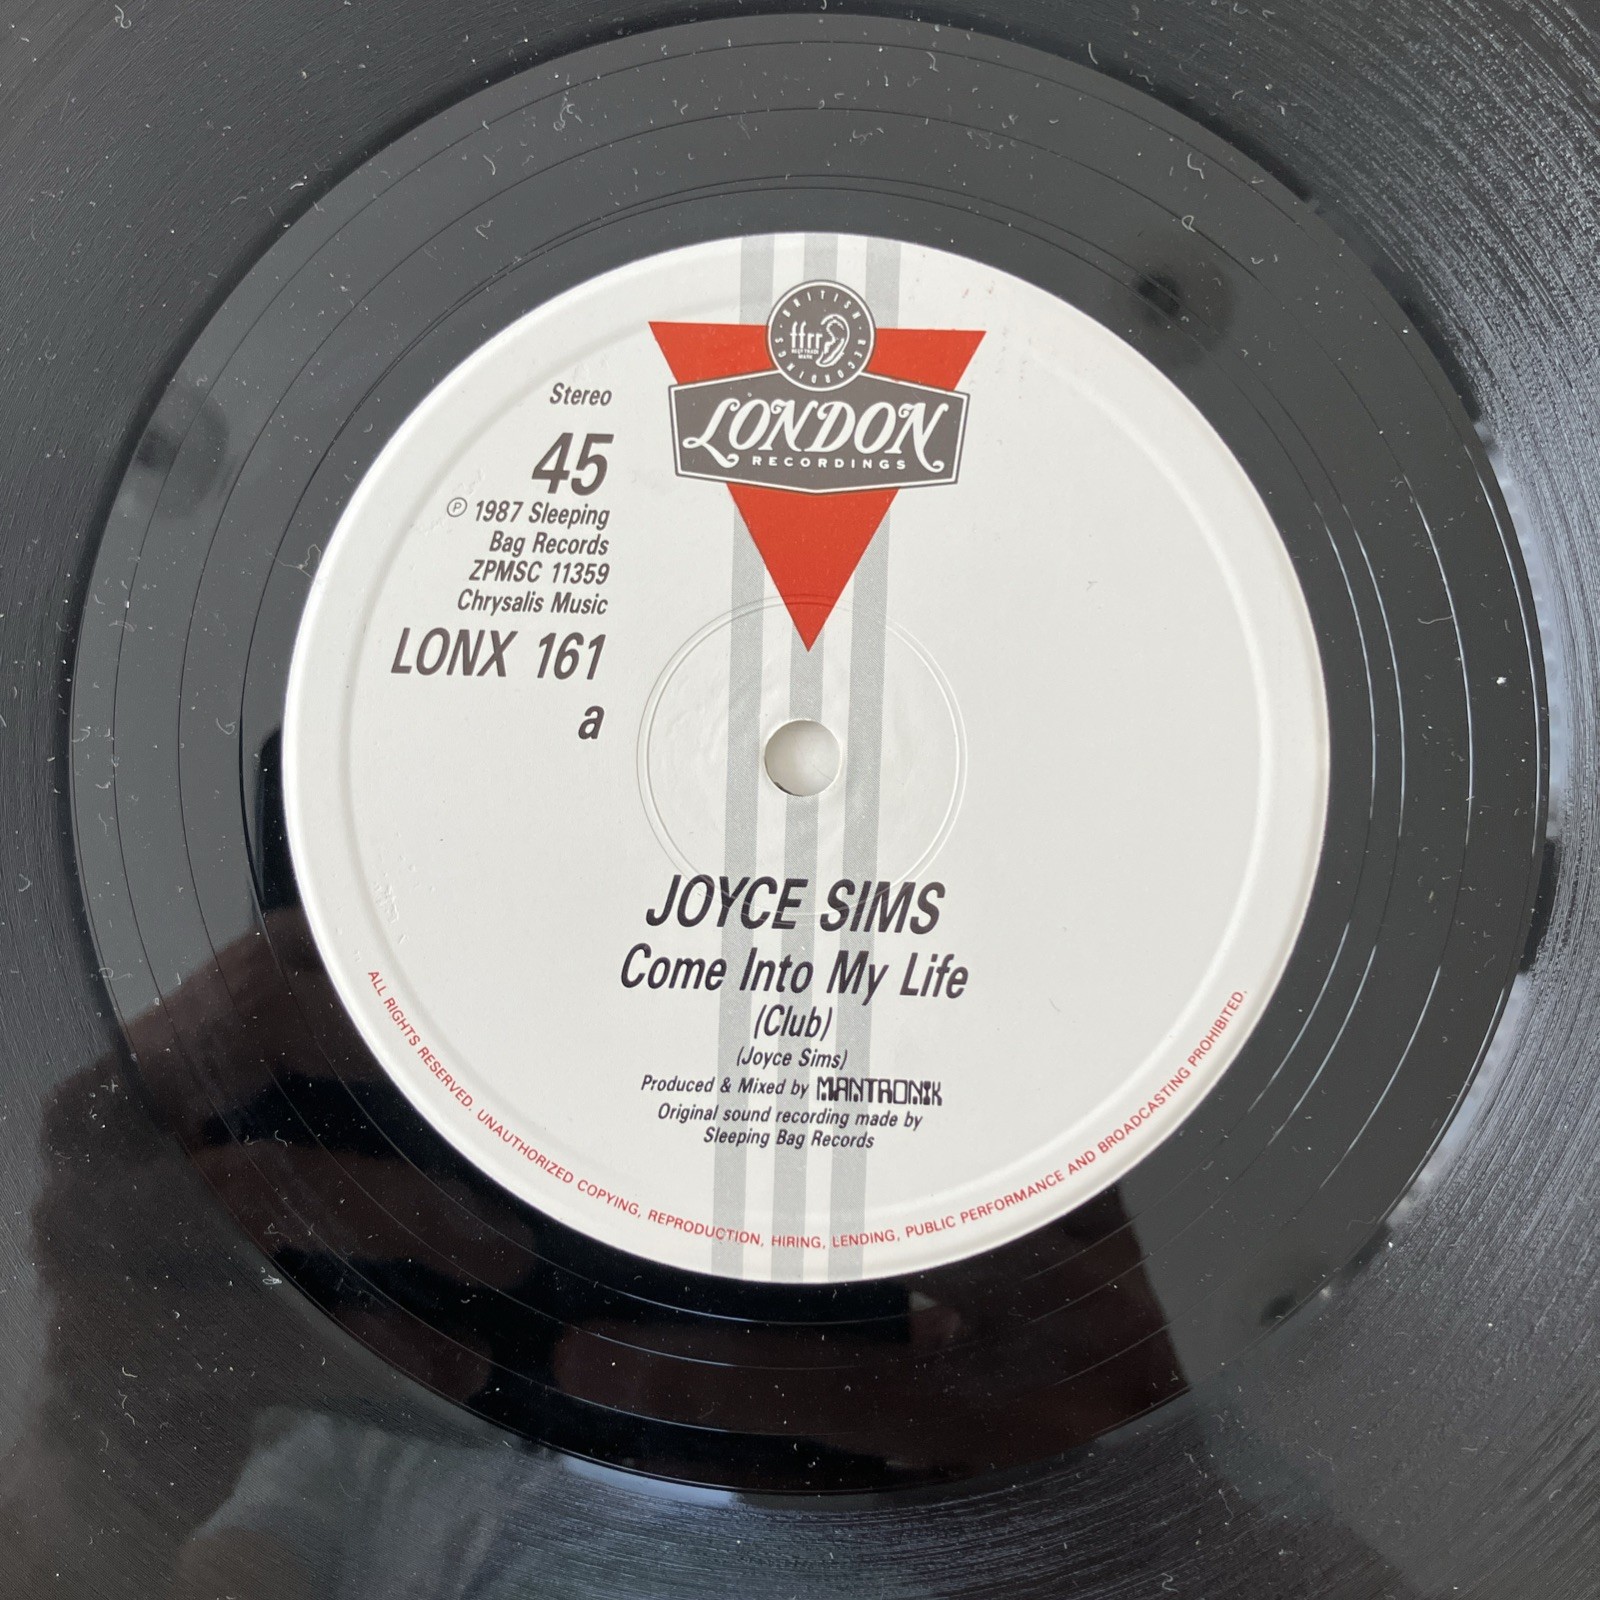 BRITISH RECORDINGS
ffrr
LONDON
RECORDINGS
Stereo
45
℗ 1987 Sleeping
Bag Records
ZPMSC 11359
Chrysalis Music
LONX 161
a
JOYCE SIMS
Come Into My Life
(Club)
(Joyce Sims)
Produced & Mixed by MANTRONIK
Original sound recording made by
Sleeping Bag Records
ALL RIGHTS RESERVED. UNAUTHORIZED COPYING, REPRODUCTION, HIRING, LENDING, PUBLIC PERFORMANCE AND BROADCASTING PROHIBITED.